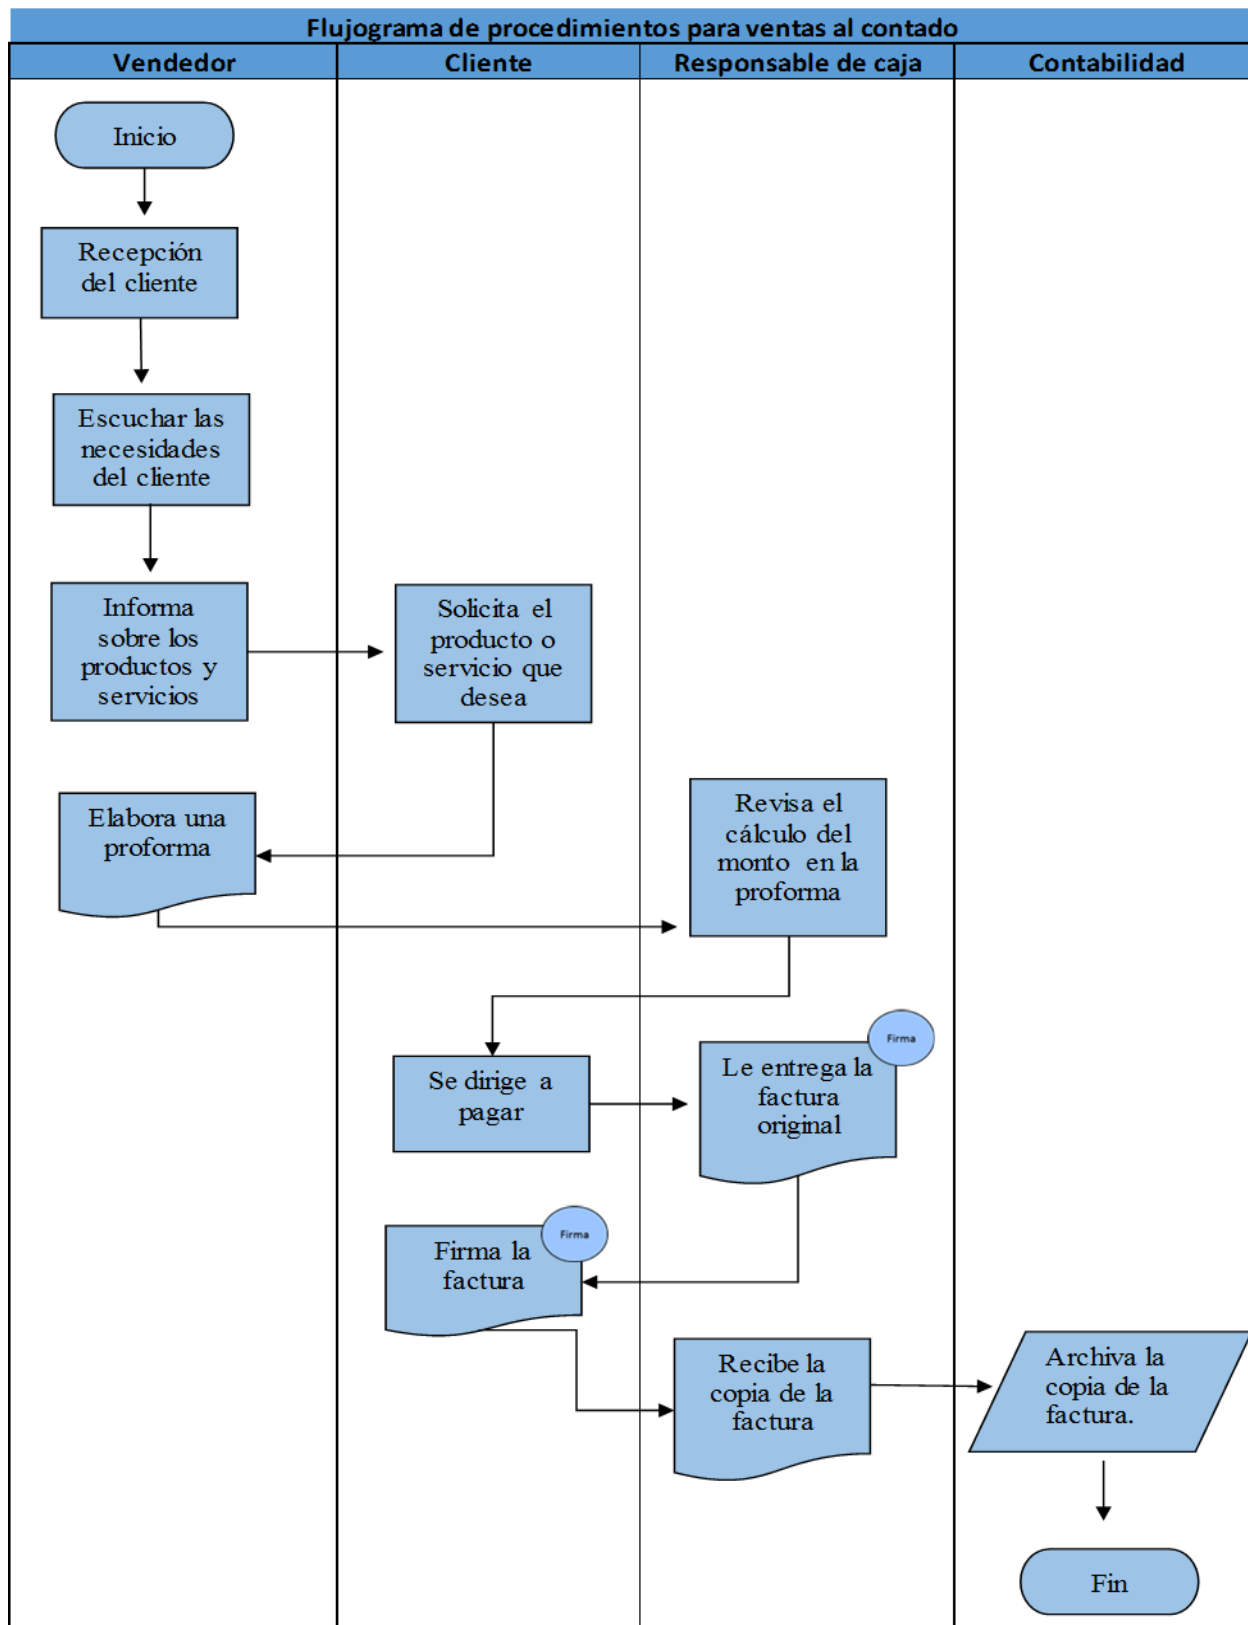 Flujograma de procedimientos para ventas al contado
Vendedor
Cliente
Responsable de caja
Contabilidad
Inicio
Recepción
del cliente
Escuchar las
necesidades
del cliente
Informa
sobre los
productos y
servicios
Solicita el
producto o
servicio que
desea
Elabora una
proforma
Revisa el
cálculo del
monto en la
proforma
Se dirige a
pagar
Firma
Le entrega la
factura
original
Firma
Firma la
factura
Recibe la
copia de la
factura
Archiva la
copia de la
factura.
Fin